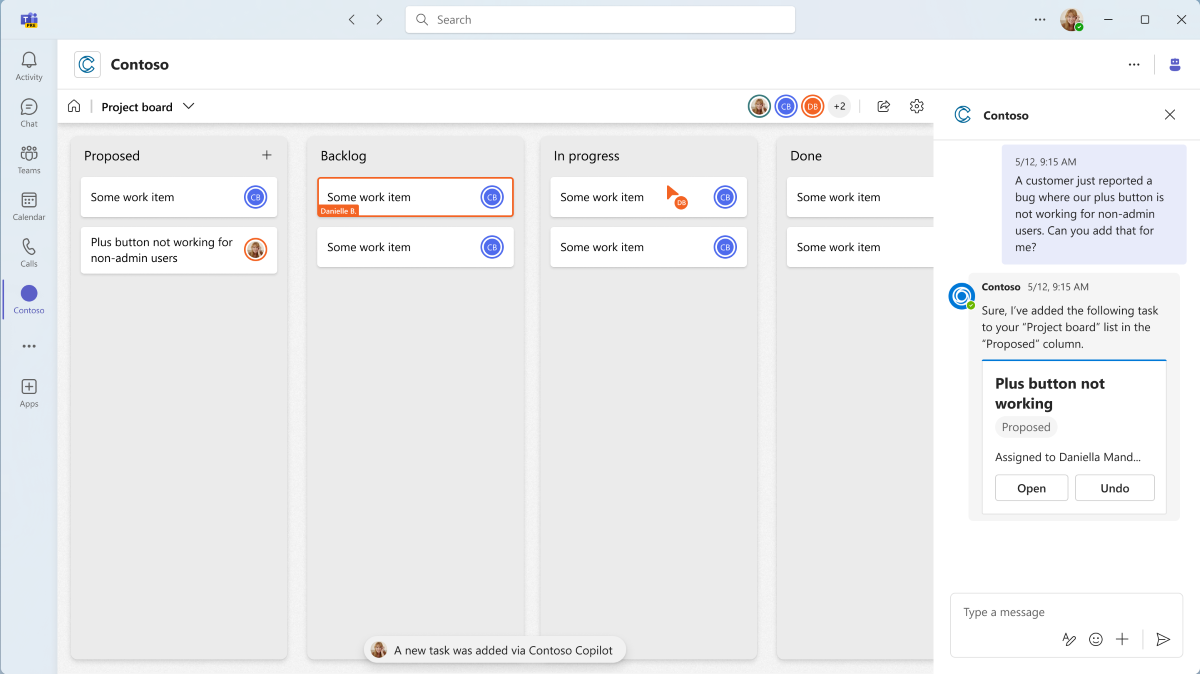 PRE
Search
Activity
Chat
Teams
Calendar
Calls
Contoso
Apps
Contoso
Project board
CB
DB
+2
Proposed
Some work item
CB
Plus button not working for
non-admin users
Backlog
Some work item
CB
Danielle B.
Some work item
CB
In progress
Some work item
DB
CB
Some work item
CB
Done
Some work item
Some work item
A new task was added via Contoso Copilot
Contoso
5/12, 9:15 AM
A customer just reported a
bug where our plus button is
not working for non-admin
users. Can you add that for
me?
Contoso 5/12, 9:15 AM
Sure, I’ve added the following task
to your “Project board” list in the
“Proposed” column.
Plus button not
working
Proposed
Assigned to Daniella Mand...
Open
Undo
Type a message